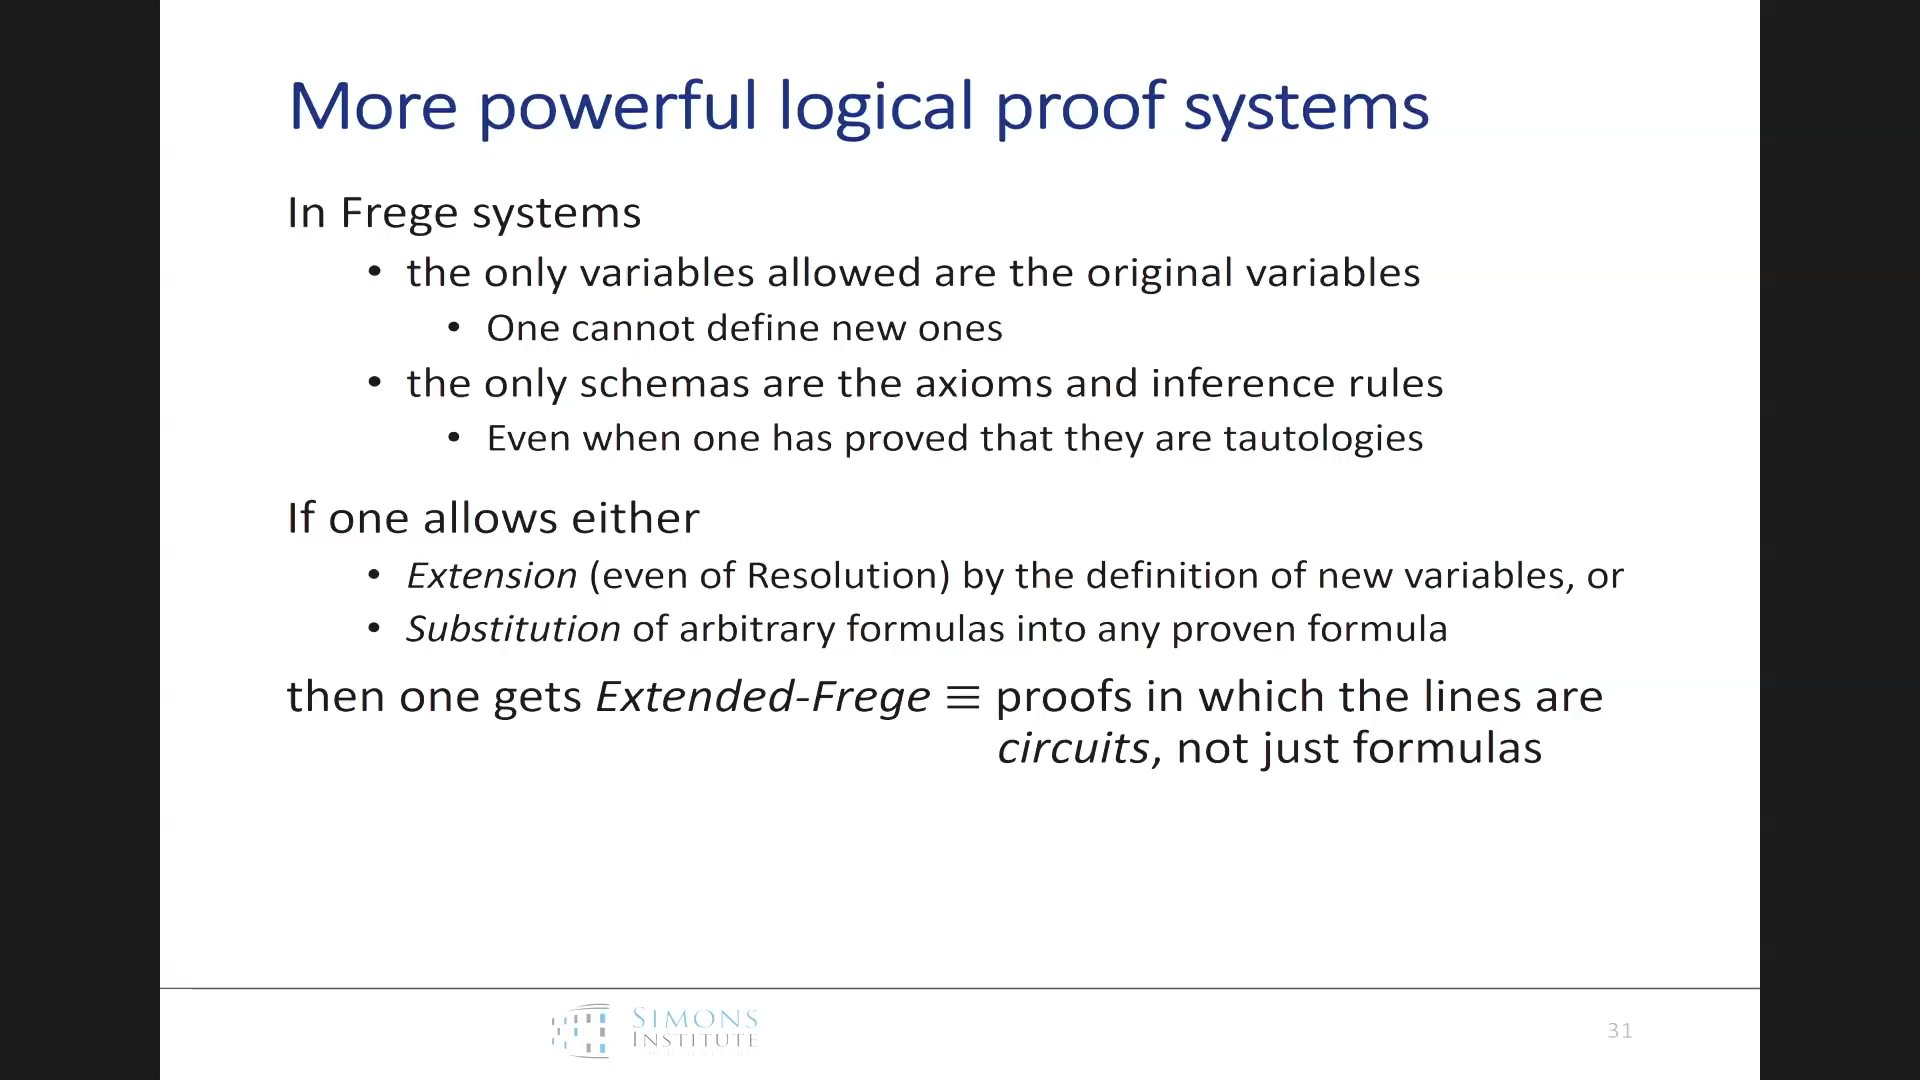 More powerful logical proof systems
In Frege systems
• the only variables allowed are the original variables
• One cannot define new ones
• the only schemas are the axioms and inference rules
• Even when one has proved that they are tautologies
If one allows either
• Extension (even of Resolution) by the definition of new variables, or
• Substitution of arbitrary formulas into any proven formula
then one gets Extended-Frege ≡ proofs in which the lines are
circuits, not just formulas
SIMONS
INSTITUTE
31